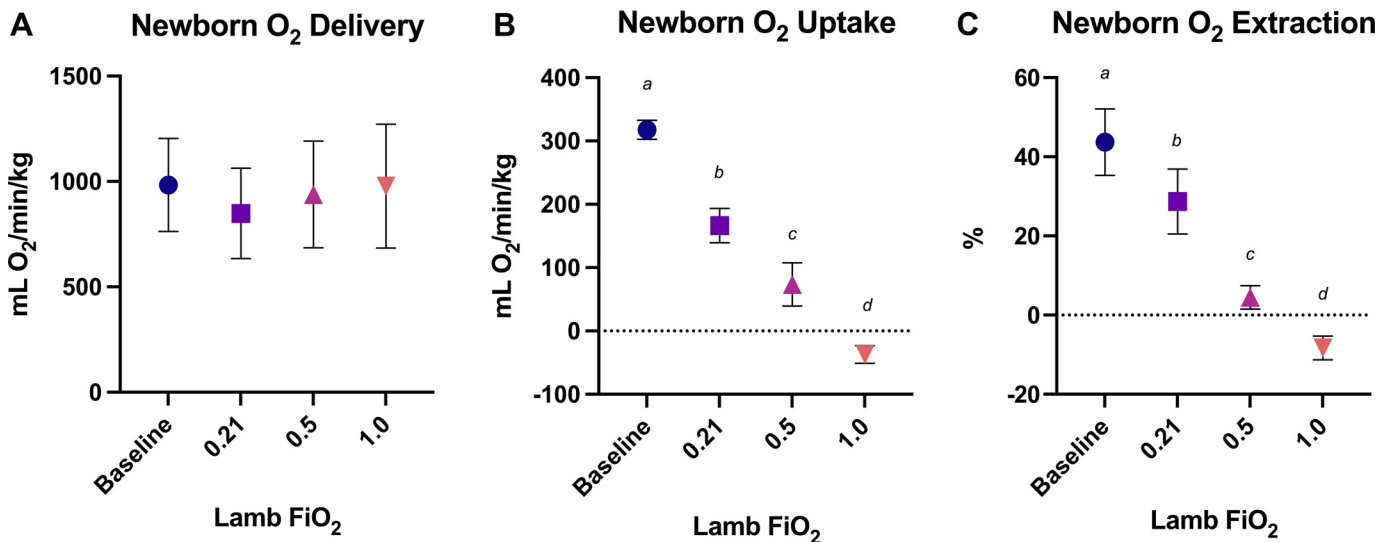 A Newborn O₂ Delivery
mL O₂/min/kg
1500
1000
500
0
Baseline
0.21
0.5
1.0
Lamb FiO₂
B Newborn O₂ Uptake
mL O₂/min/kg
400
300
200
100
0
-100
a
b
c
d
Baseline
0.21
0.5
1.0
Lamb FiO₂
C Newborn O₂ Extraction
%
60
40
20
0
-20
a
b
c
d
Baseline
0.21
0.5
1.0
Lamb FiO₂